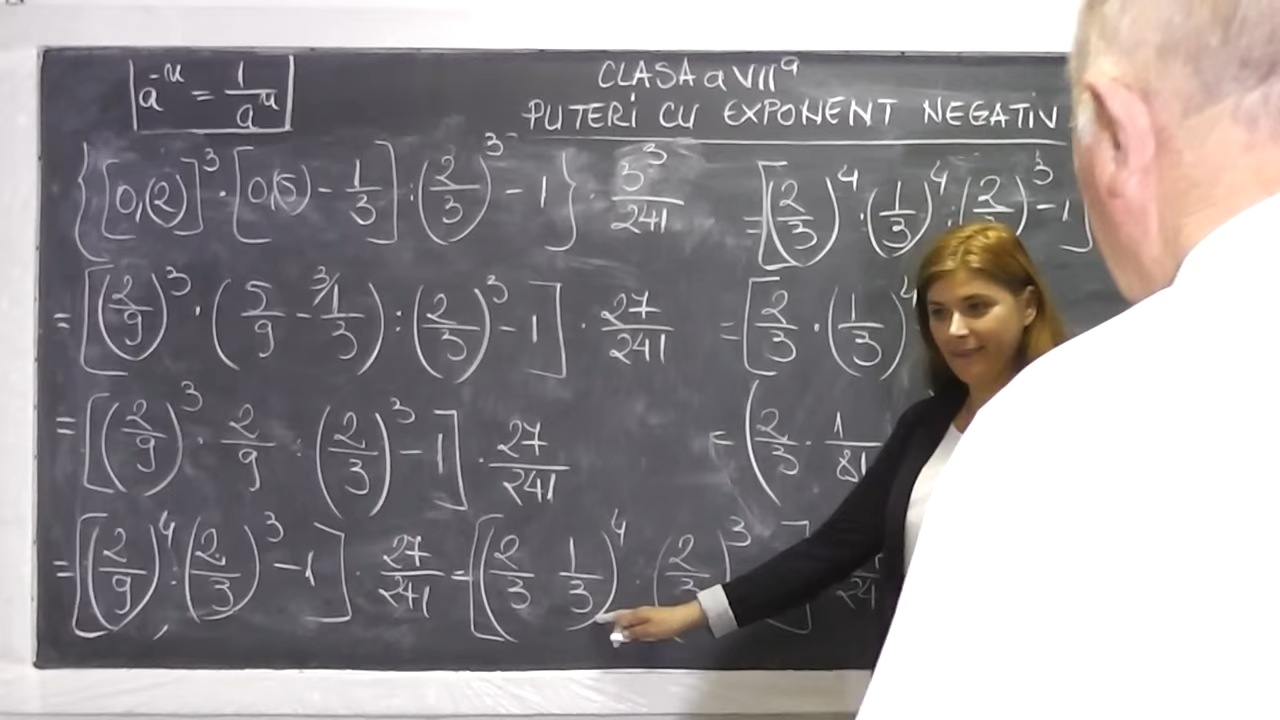 a⁻ⁿ = 1/aⁿ
CLASA a VII ª
PUTERI CU EXPONENT NEGATIV
{[0,(2)]³ · [0,(5) - 1/3] : (2/3)³ - 1} · 3³/241
= [(2/9)³ · (5/9 - ³⁄1/3) : (2/3)³ - 1] · 27/241
= [(2/9)³ · 2/9 · (2/3)³ - 1] · 27/241
= [(2/9)⁴ : (2/3)³ - 1] · 27/241 = [(2/3 1/3)⁴ · (2/3)³ ]
= [(2/3)⁴ · (1/3)⁴ : (2/3)³ - 1]
= [2/3 · (1/3)⁴
= (2/3 · 1/81